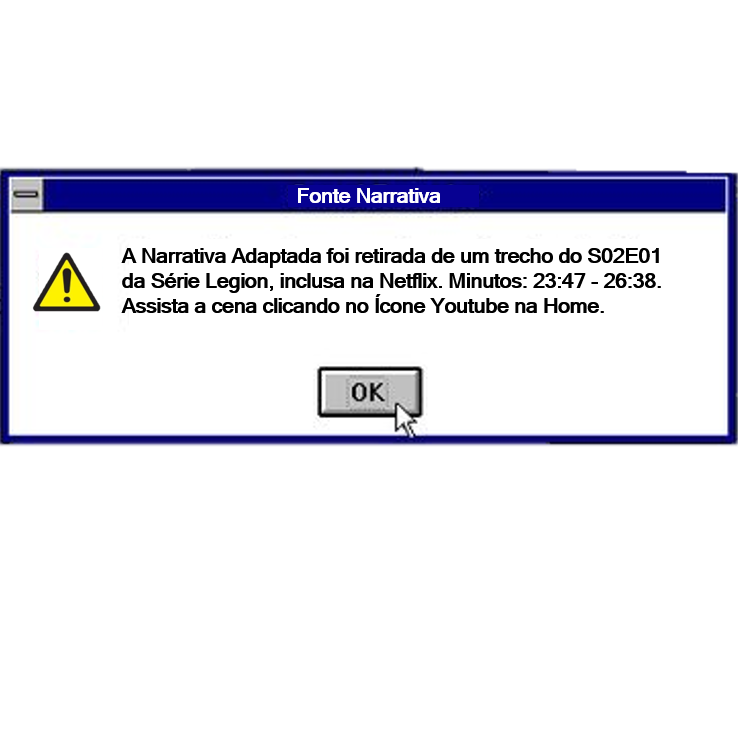 Fonte Narrativa
A Narrativa Adaptada foi retirada de um trecho do S02E01
da Série Legion, inclusa na Netflix. Minutos: 23:47 - 26:38.
Assista a cena clicando no Ícone Youtube na Home.
OK